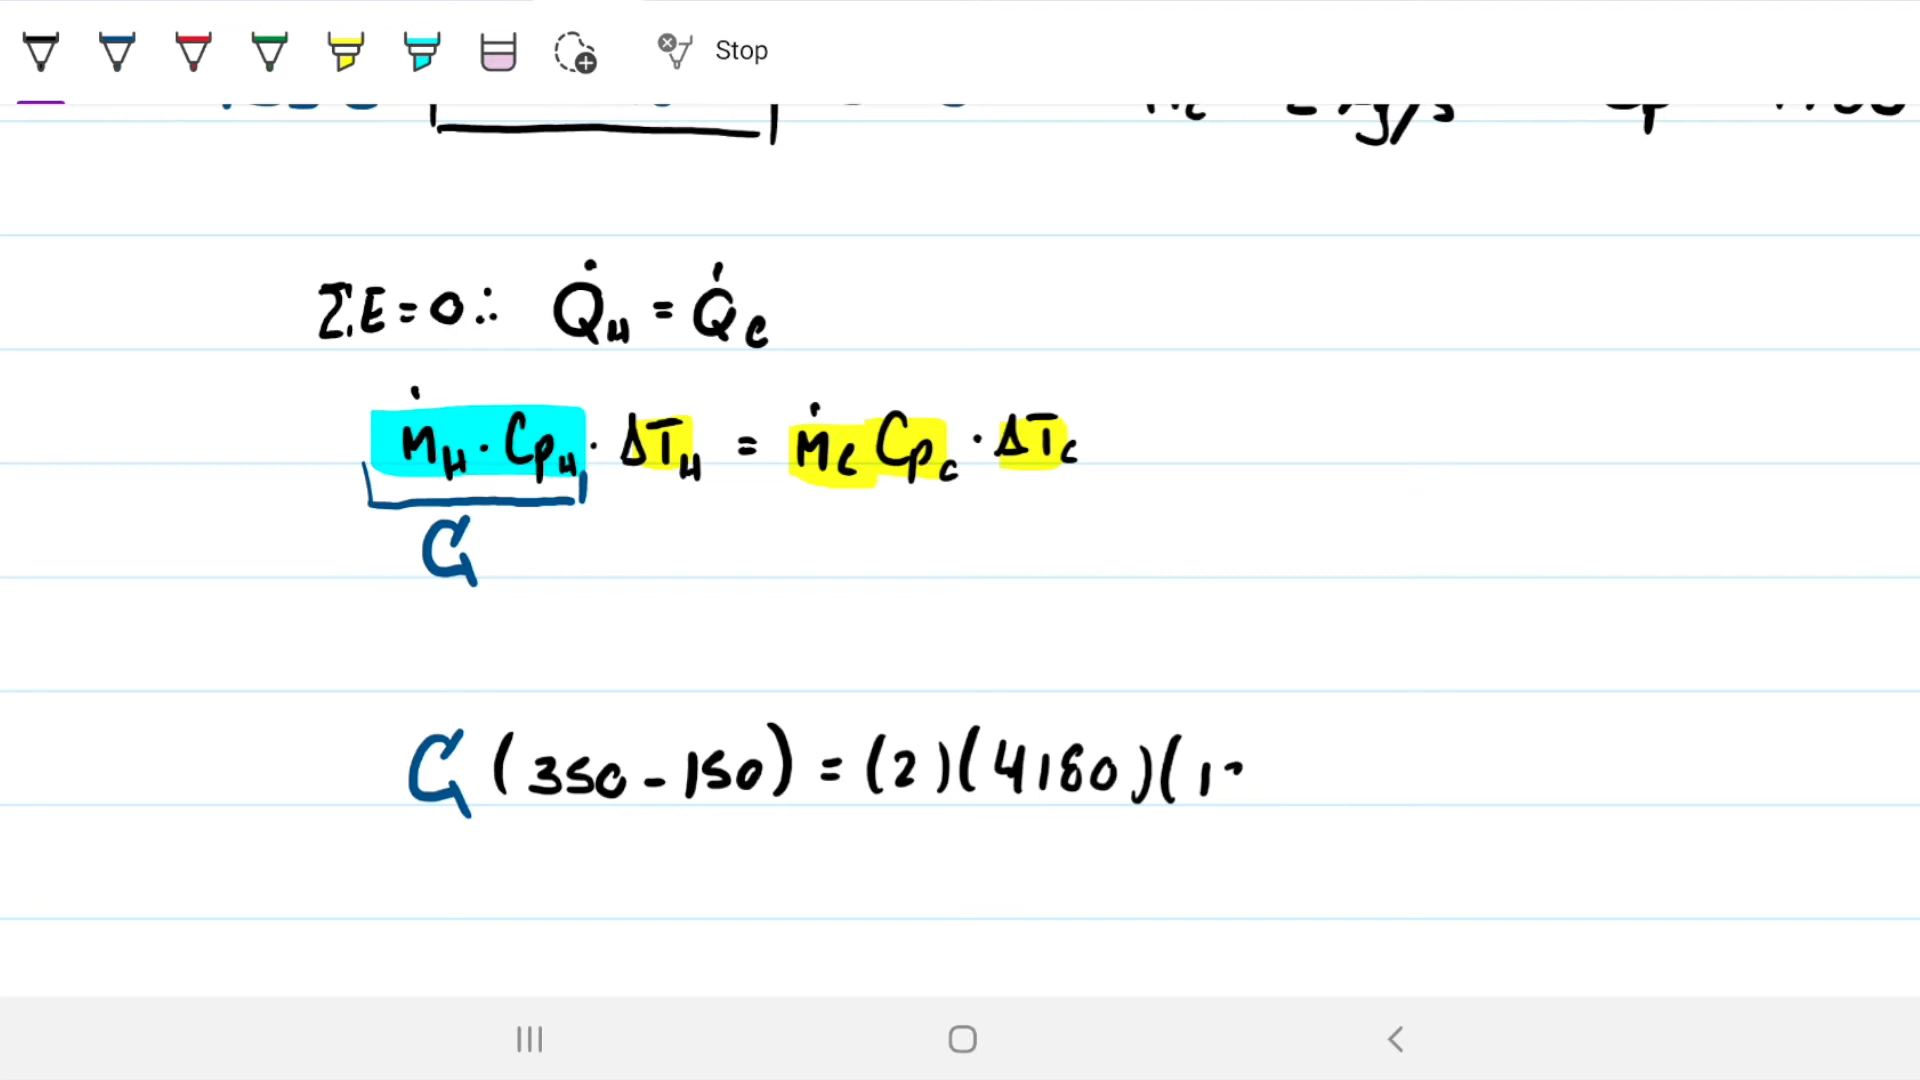 Stop
ΣE=0∴ Q̇H = Q̇C
ṁH · CpH · ΔTH = ṁC CpC · ΔTC
C
C (350 - 150) = (2)(4180)(1